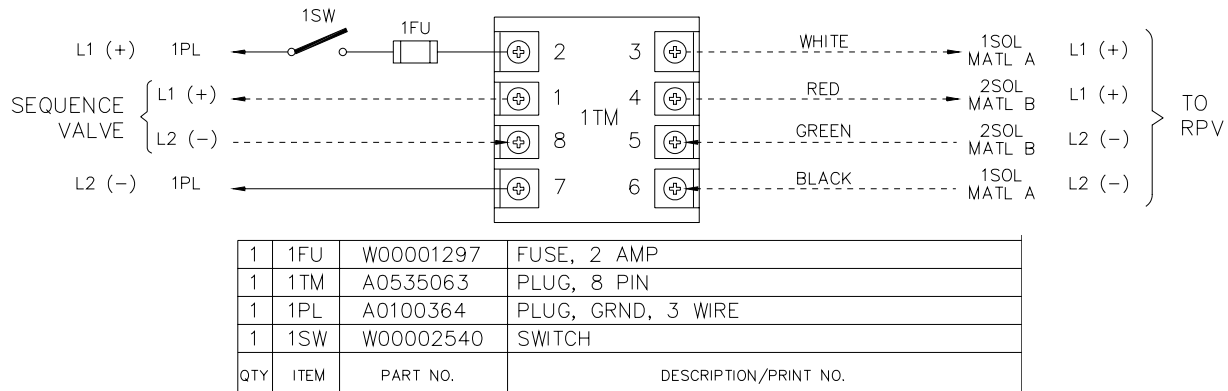 1SW
1FU
L1 (+) 1PL 2 3 WHITE 1SOL MATL A L1 (+)
SEQUENCE VALVE L1 (+) 1 4 RED 2SOL MATL B L1 (+)
1TM
TO RPV
L2 (-) 8 5 GREEN 2SOL MATL B L2 (-)
L2 (-) 1PL 7 6 BLACK 1SOL MATL A L2 (-)
1 1FU W00001297 FUSE, 2 AMP
1 1TM A0535063 PLUG, 8 PIN
1 1PL A0100364 PLUG, GRND, 3 WIRE
1 1SW W00002540 SWITCH
QTY ITEM PART NO. DESCRIPTION/PRINT NO.